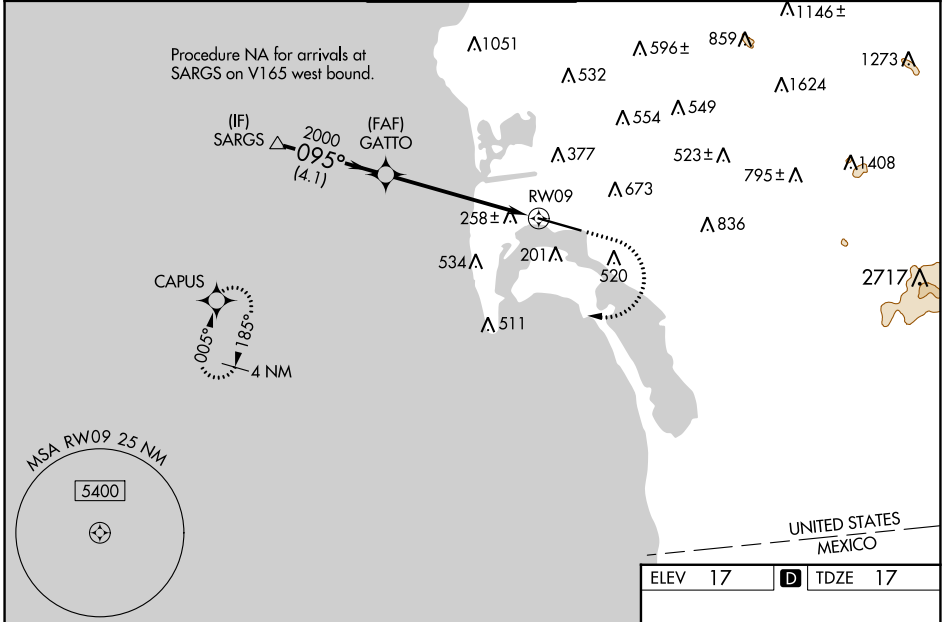 1146±
1051
596±
859
1273
Procedure NA for arrivals at
SARGS on V165 west bound.
532
1624
554
549
(IF)
SARGS
2000
095°
(4.1)
(FAF)
GATTO
377
523±
795±
1408
673
RW09
258±
836
534
201
520
2717
CAPUS
005°
185°
4 NM
511
MSA RW09 25 NM
5400
UNITED STATES
MEXICO
ELEV 17 D TDZE 17